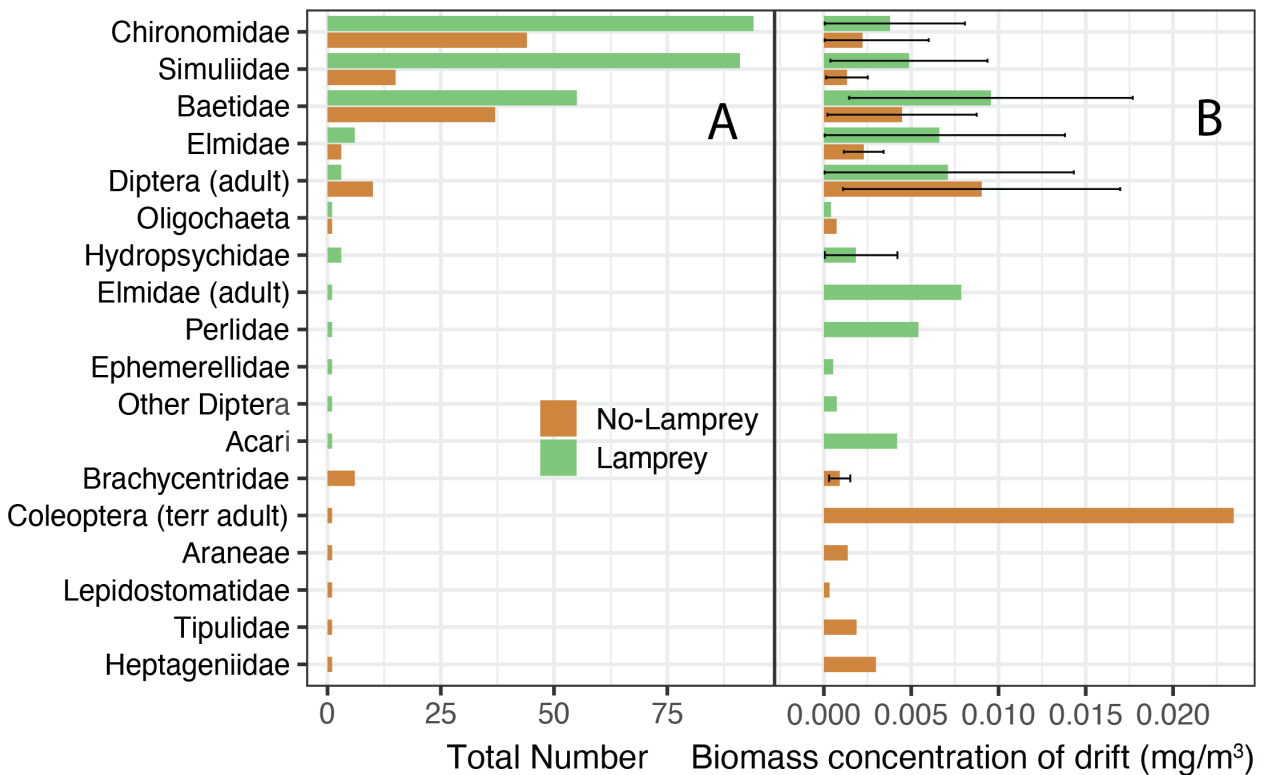 Chironomidae
Simuliidae
Baetidae
Elmidae
Diptera (adult)
Oligochaeta
Hydropsychidae
Elmidae (adult)
Perlidae
Ephemerellidae
Other Diptera
Acari
Brachycentridae
Coleoptera (terr adult)
Araneae
Lepidostomatidae
Tipulidae
Heptageniidae
A
B
No-Lamprey
Lamprey
0 25 50 75
0.000 0.005 0.010 0.015 0.020
Total Number
Biomass concentration of drift (mg/m³)